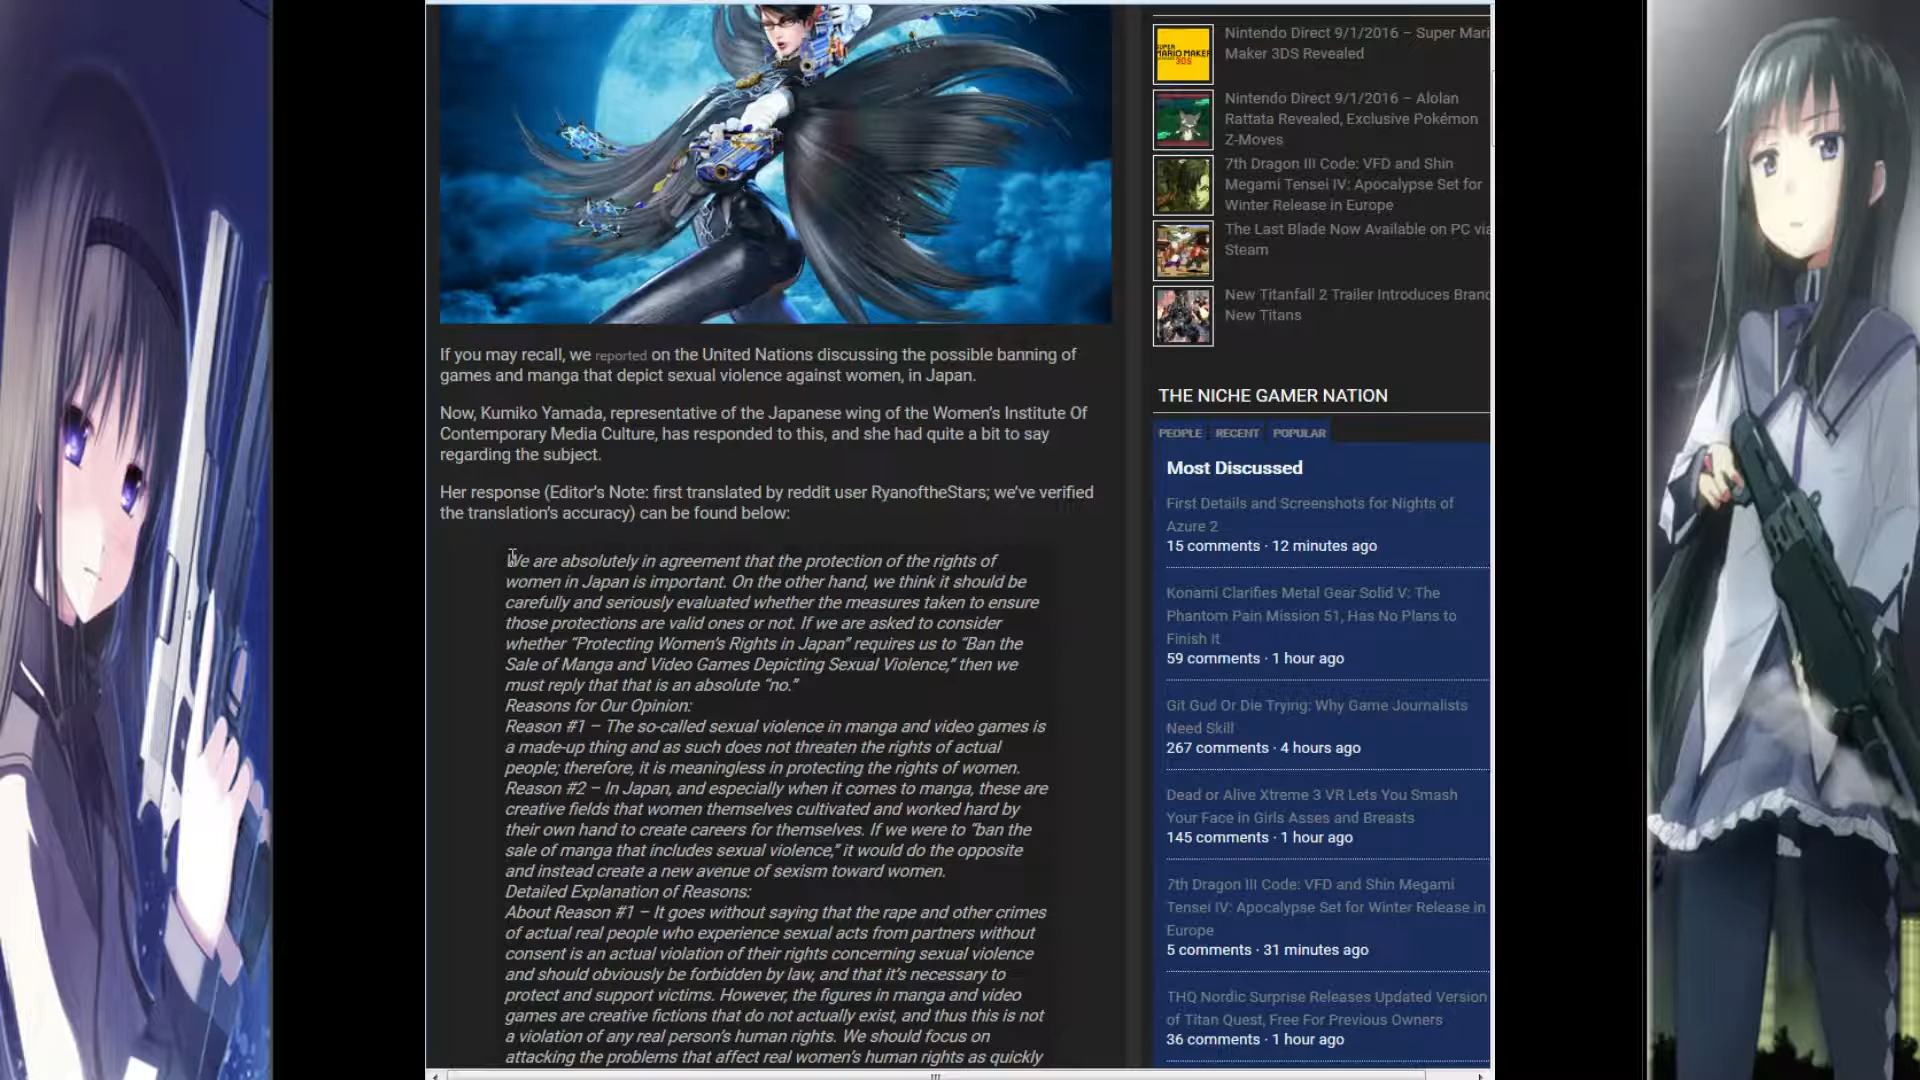 If you may recall, we reported on the United Nations discussing the possible banning of
games and manga that depict sexual violence against women, in Japan.
Now, Kumiko Yamada, representative of the Japanese wing of the Women's Institute Of
Contemporary Media Culture, has responded to this, and she had quite a bit to say
regarding the subject.
Her response (Editor's Note: first translated by reddit user RyanoftheStars; we've verified
the translation's accuracy) can be found below:
We are absolutely in agreement that the protection of the rights of
women in Japan is important. On the other hand, we think it should be
carefully and seriously evaluated whether the measures taken to ensure
those protections are valid ones or not. If we are asked to consider
whether “Protecting Women's Rights in Japan” requires us to “Ban the
Sale of Manga and Video Games Depicting Sexual Violence,” then we
must reply that that is an absolute “no.”
Reasons for Our Opinion:
Reason #1 – The so-called sexual violence in manga and video games is
a made-up thing and as such does not threaten the rights of actual
people; therefore, it is meaningless in protecting the rights of women.
Reason #2 – In Japan, and especially when it comes to manga, these are
creative fields that women themselves cultivated and worked hard by
their own hand to create careers for themselves. If we were to “ban the
sale of manga that includes sexual violence,” it would do the opposite
and instead create a new avenue of sexism toward women.
Detailed Explanation of Reasons:
About Reason #1 – It goes without saying that the rape and other crimes
of actual real people who experience sexual acts from partners without
consent is an actual violation of their rights concerning sexual violence
and should obviously be forbidden by law, and that it's necessary to
protect and support victims. However, the figures in manga and video
games are creative fictions that do not actually exist, and thus this is not
a violation of any real person's human rights. We should focus on
attacking the problems that affect real women's human rights as quickly
SUPER
MARIO MAKER
3DS
Nintendo Direct 9/1/2016 – Super Mari
Maker 3DS Revealed
Nintendo Direct 9/1/2016 – Alolan
Rattata Revealed, Exclusive Pokémon
Z-Moves
7th Dragon III Code: VFD and Shin
Megami Tensei IV: Apocalypse Set for
Winter Release in Europe
The Last Blade Now Available on PC via
Steam
New Titanfall 2 Trailer Introduces Brand
New Titans
THE NICHE GAMER NATION
PEOPLE RECENT POPULAR
Most Discussed
First Details and Screenshots for Nights of
Azure 2
15 comments · 12 minutes ago
Konami Clarifies Metal Gear Solid V: The
Phantom Pain Mission 51, Has No Plans to
Finish It
59 comments · 1 hour ago
Git Gud Or Die Trying: Why Game Journalists
Need Skill
267 comments · 4 hours ago
Dead or Alive Xtreme 3 VR Lets You Smash
Your Face in Girls Asses and Breasts
145 comments · 1 hour ago
7th Dragon III Code: VFD and Shin Megami
Tensei IV: Apocalypse Set for Winter Release in
Europe
5 comments · 31 minutes ago
THQ Nordic Surprise Releases Updated Version
of Titan Quest, Free For Previous Owners
36 comments · 1 hour ago